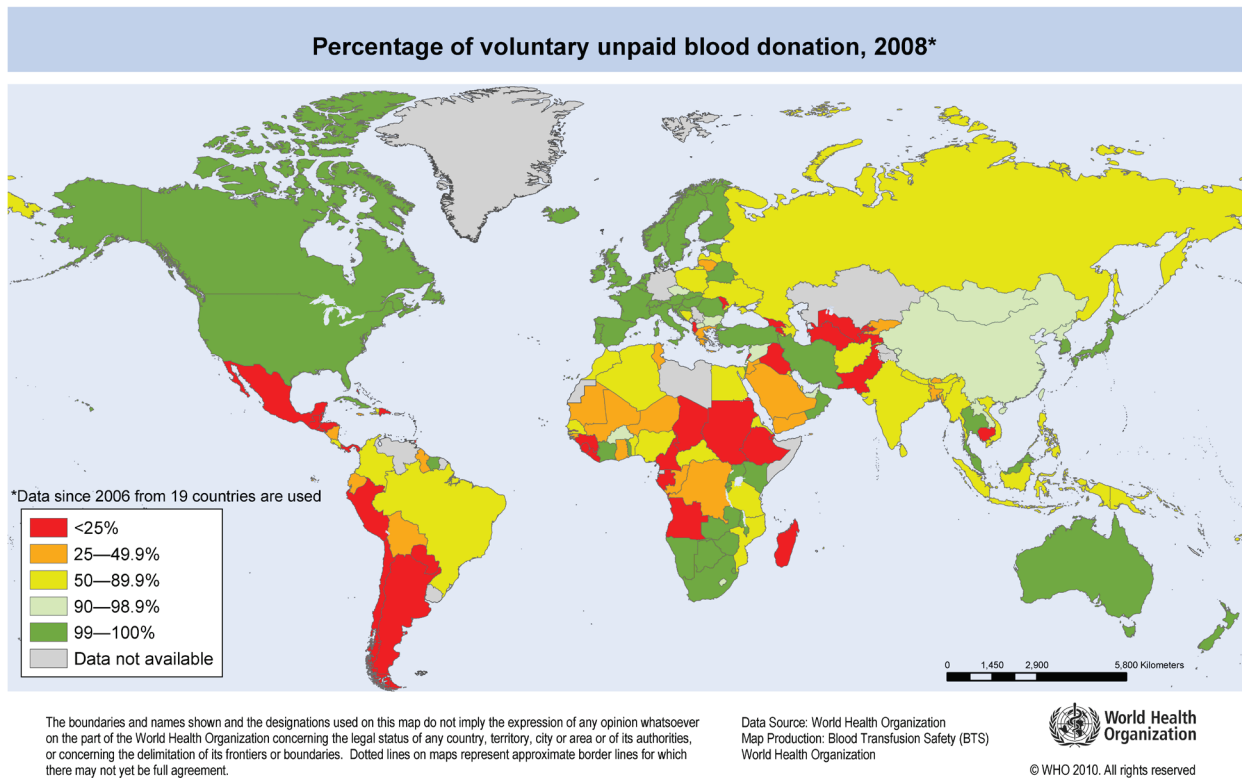 Percentage of voluntary unpaid blood donation, 2008*
*Data since 2006 from 19 countries are used
<25%
25—49.9%
50—89.9%
90—98.9%
99—100%
Data not available
0 1,450 2,900 5,800 Kilometers
The boundaries and names shown and the designations used on this map do not imply the expression of any opinion whatsoever
on the part of the World Health Organization concerning the legal status of any country, territory, city or area or of its authorities,
or concerning the delimitation of its frontiers or boundaries. Dotted lines on maps represent approximate border lines for which
there may not yet be full agreement.
Data Source: World Health Organization
Map Production: Blood Transfusion Safety (BTS)
World Health Organization
World Health
Organization
© WHO 2010. All rights reserved